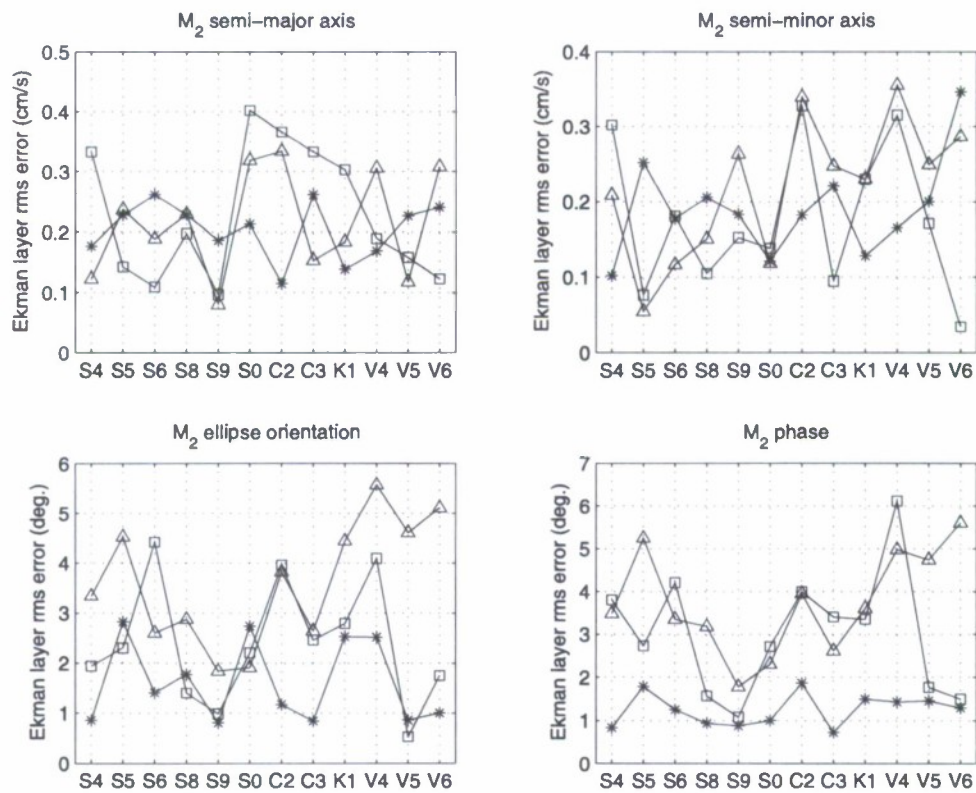 M2 semi-major axis
Ekman layer rms error (cm/s)
0.5
0.4
0.3
0.2
0.1
0
S4 S5 S6 S8 S9 S0 C2 C3 K1 V4 V5 V6
M2 semi-minor axis
Ekman layer rms error (cm/s)
0.4
0.3
0.2
0.1
0
S4 S5 S6 S8 S9 S0 C2 C3 K1 V4 V5 V6
M2 ellipse orientation
Ekman layer rms error (deg.)
6
5
4
3
2
1
0
S4 S5 S6 S8 S9 S0 C2 C3 K1 V4 V5 V6
M2 phase
Ekman layer rms error (deg.)
7
6
5
4
3
2
1
0
S4 S5 S6 S8 S9 S0 C2 C3 K1 V4 V5 V6